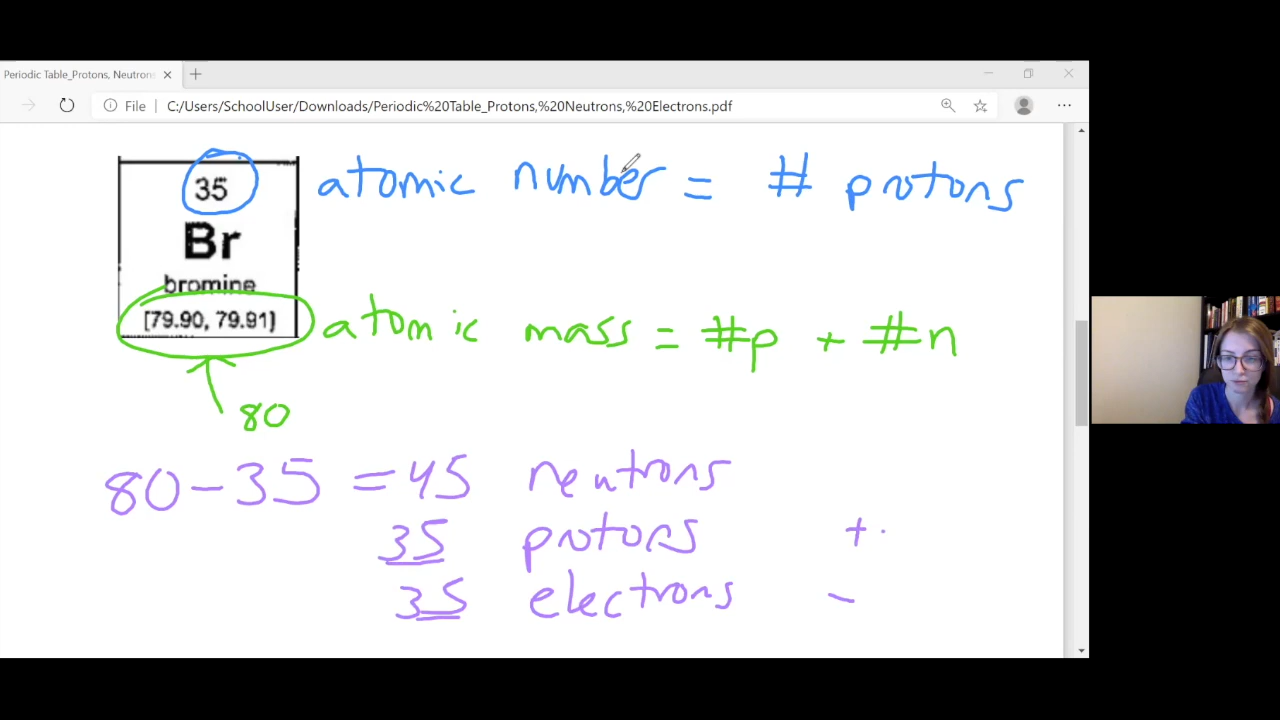 Periodic Table_Protons, Neutrons
File C:/Users/SchoolUser/Downloads/Periodic%20Table_Protons,%20Neutrons,%20Electrons.pdf
35 atomic number = # protons
Br
bromine
[79.90, 79.91] atomic mass = #p + #n
80
80 - 35 = 45 neutrons
35 protons +
35 electrons -